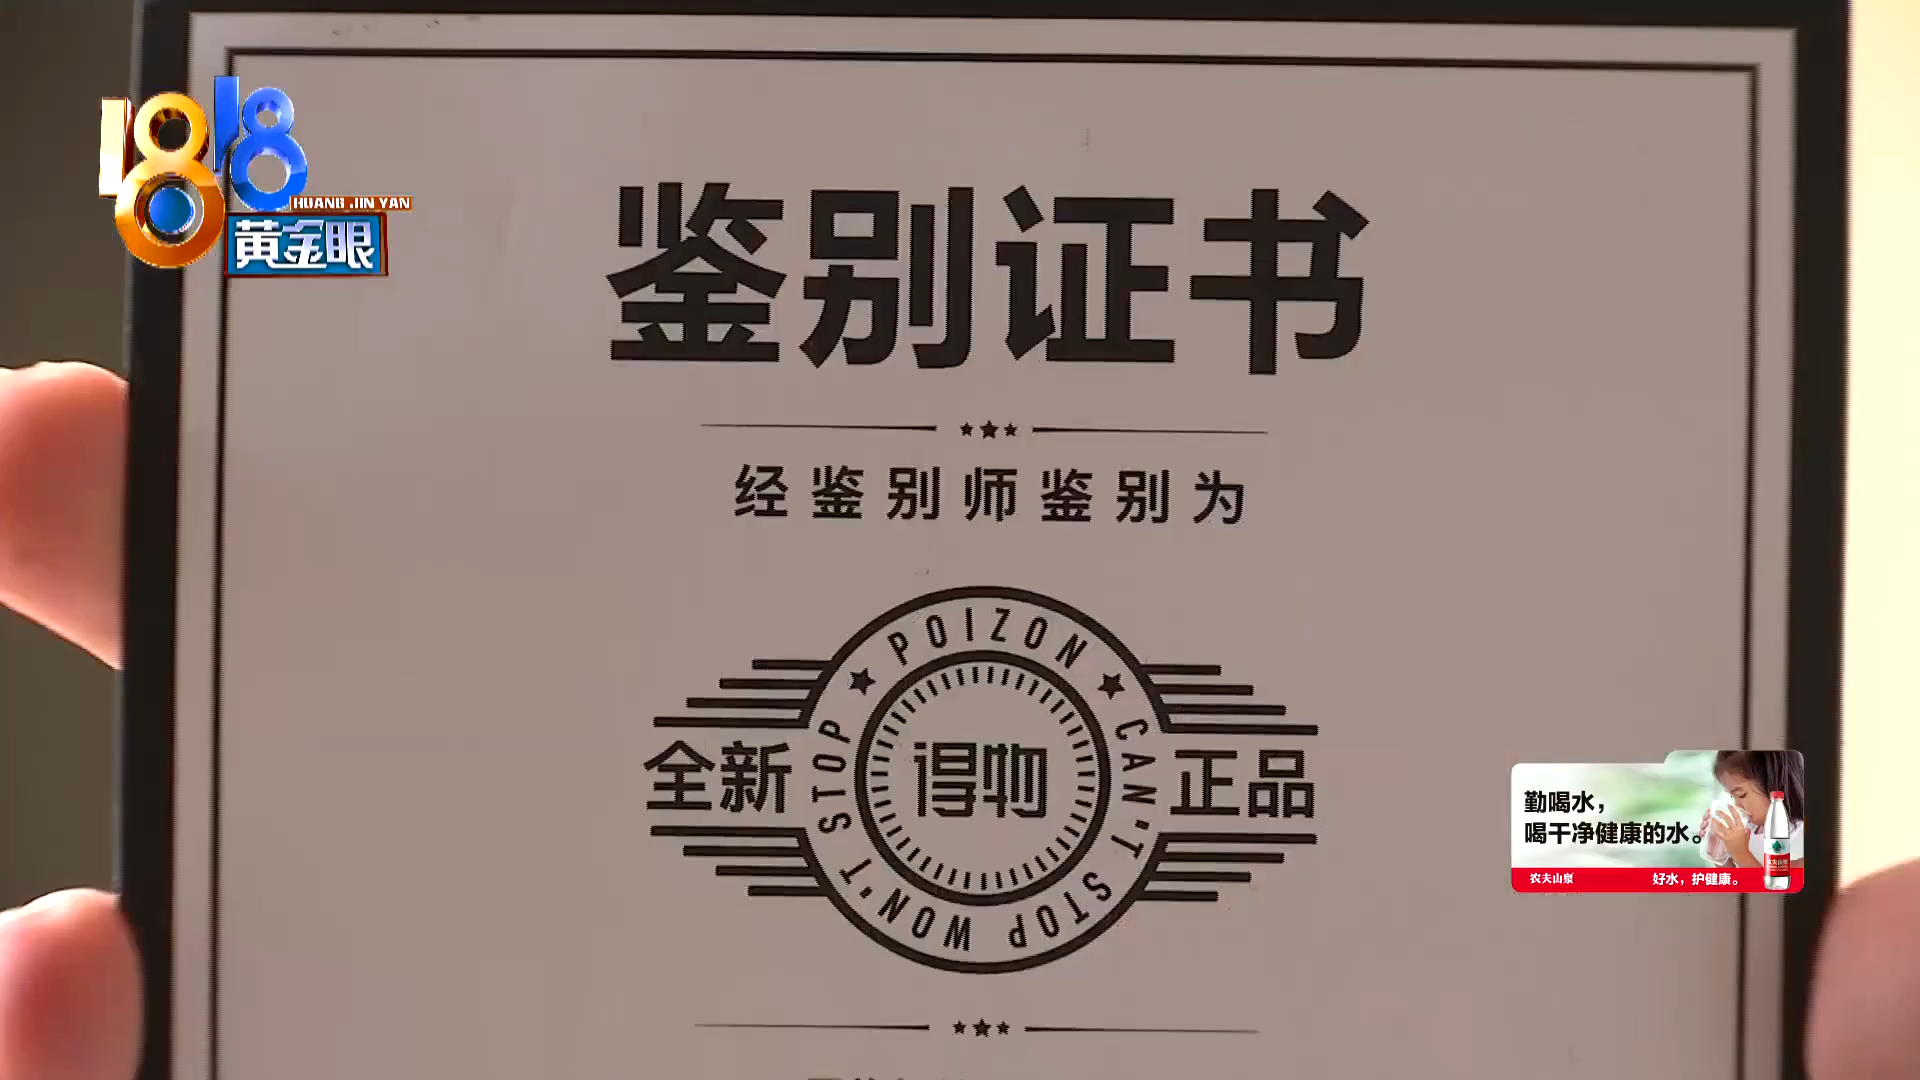 1818
HUANG JIN YAN
黄金眼
鉴别证书
经鉴别师鉴别为
POIZON
CAN'T STOP WON'T STOP
全新
得物
正品
勤喝水，
喝干净健康的水。
农夫山泉
好水，护健康。